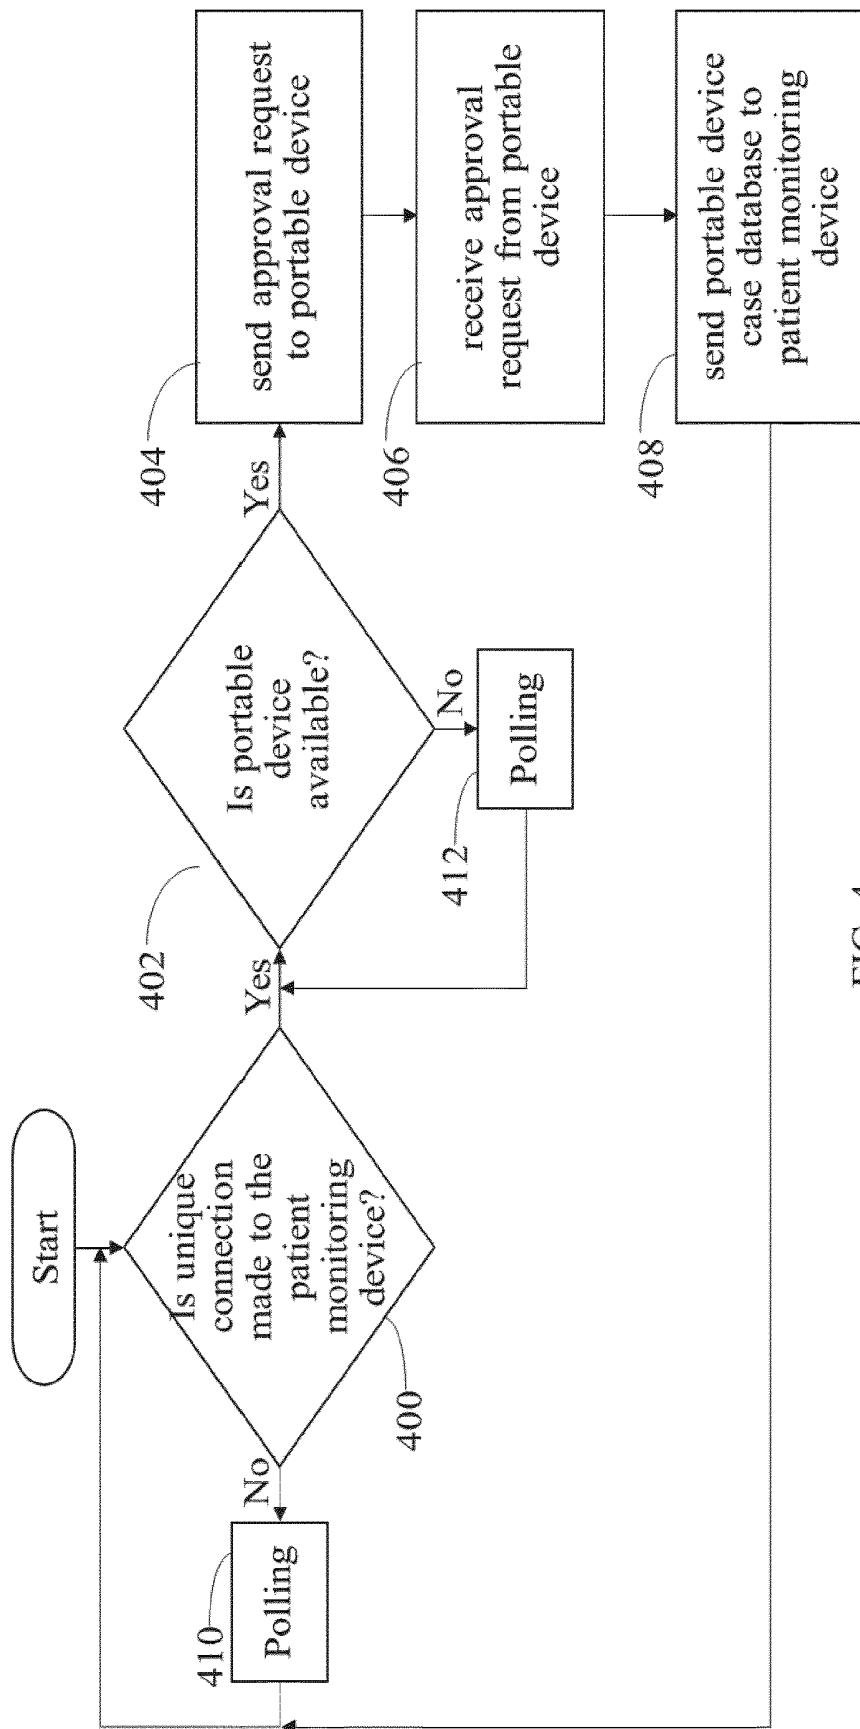 Start
Is unique
connection
made to the
patient
monitoring
device?
400
No
410
Polling
Yes
402
Is portable
device
available?
No
412
Polling
Yes
404
send approval request
to portable device
406
receive approval
request from portable
device
408
send portable device
case database to
patient monitoring
device